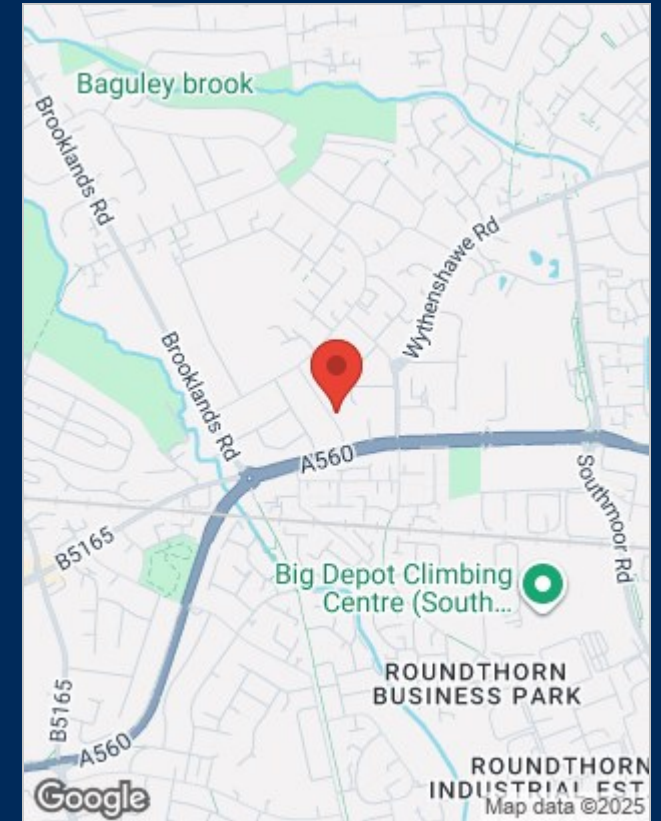 Baguley brook
Brooklands Rd
Wythenshawe Rd
Brooklands Rd
A560
Southmoor Rd
B5165
Big Depot Climbing
Centre (South...
B5165
ROUNDTHORN
BUSINESS PARK
A560
ROUNDTHORN
INDUSTRIAL EST
Google
Map data ©2025